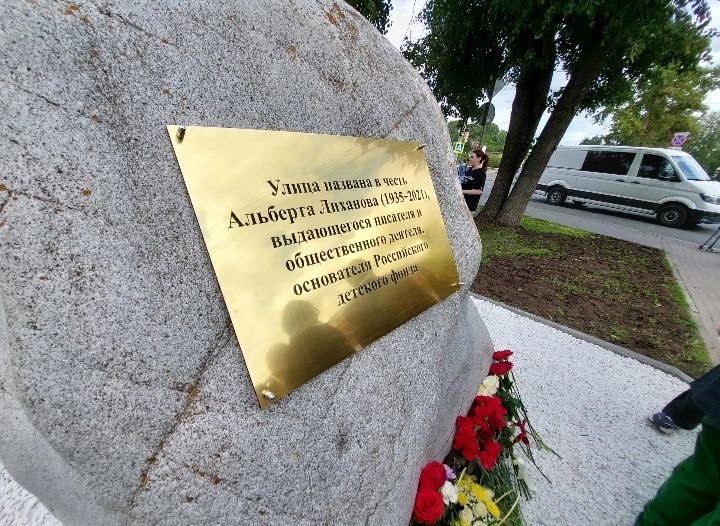 Улица названа в честь
Альберта Лиханова (1935-2021),
выдающегося писателя и
общественного деятеля,
основателя Российского
детского фонда